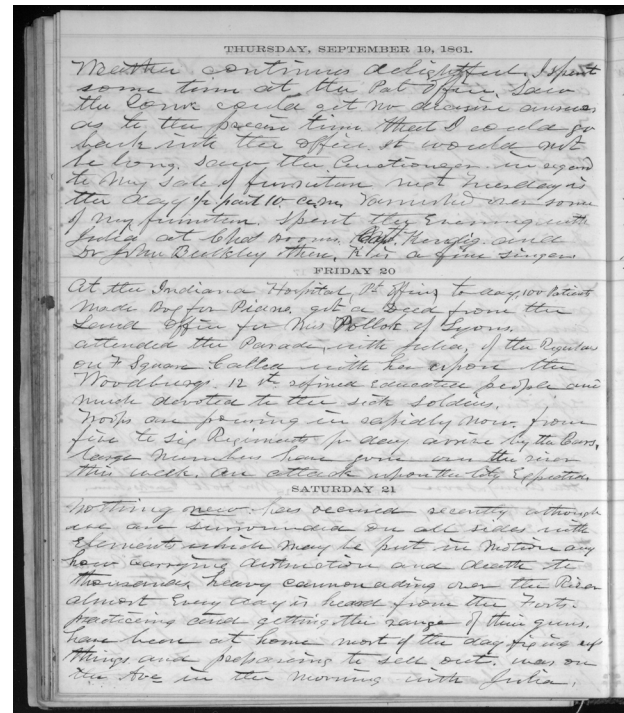 THURSDAY, SEPTEMBER 19, 1861.
Weather continues delightful. I spent
some time at the Pat office. Saw
the Com could get no decisive answer
as to the precise time that I could go
back into the office. it would not
be long. Saw the Auctioneer in regard
to my Sale of furniture next Tuesday is
the day 1/2 past 10 a.m. Varnished over some
of my furniture. Spent the Evening with
Julia at Chas Rooms. Capt. and
Dr John Barkley there, K is a fine singer.
FRIDAY 20
At the Indiana Hospital, Pt office, to day, 100 Patients
made Box for got a Deed from the
Land Office for Mrs Pollok of Lyons.
attended the Parade, with Julia, of the Regulars
on F Square. Called with her upon the
Woodburys. 12 st refined educated people and
much devoted to the sick soldiers.
Troops are pouring in rapidly now. from
five to six Regiments pr day arrive by the Cars,
large numbers have gone over the river
this week. an attack upon the City Expected.
SATURDAY 21
Nothing new has occured recently although
we are surrounded on all sides with
Elements which may be put in motion any
hour carrying distruction and death to
thousands. heavy cannonading over the River
almost Every day is heard from the Forts.
practicing and getting the range of their guns.
have been at home most of the day fixing up
things and preparing to sell out. was on
the Ave in the morning with Julia.